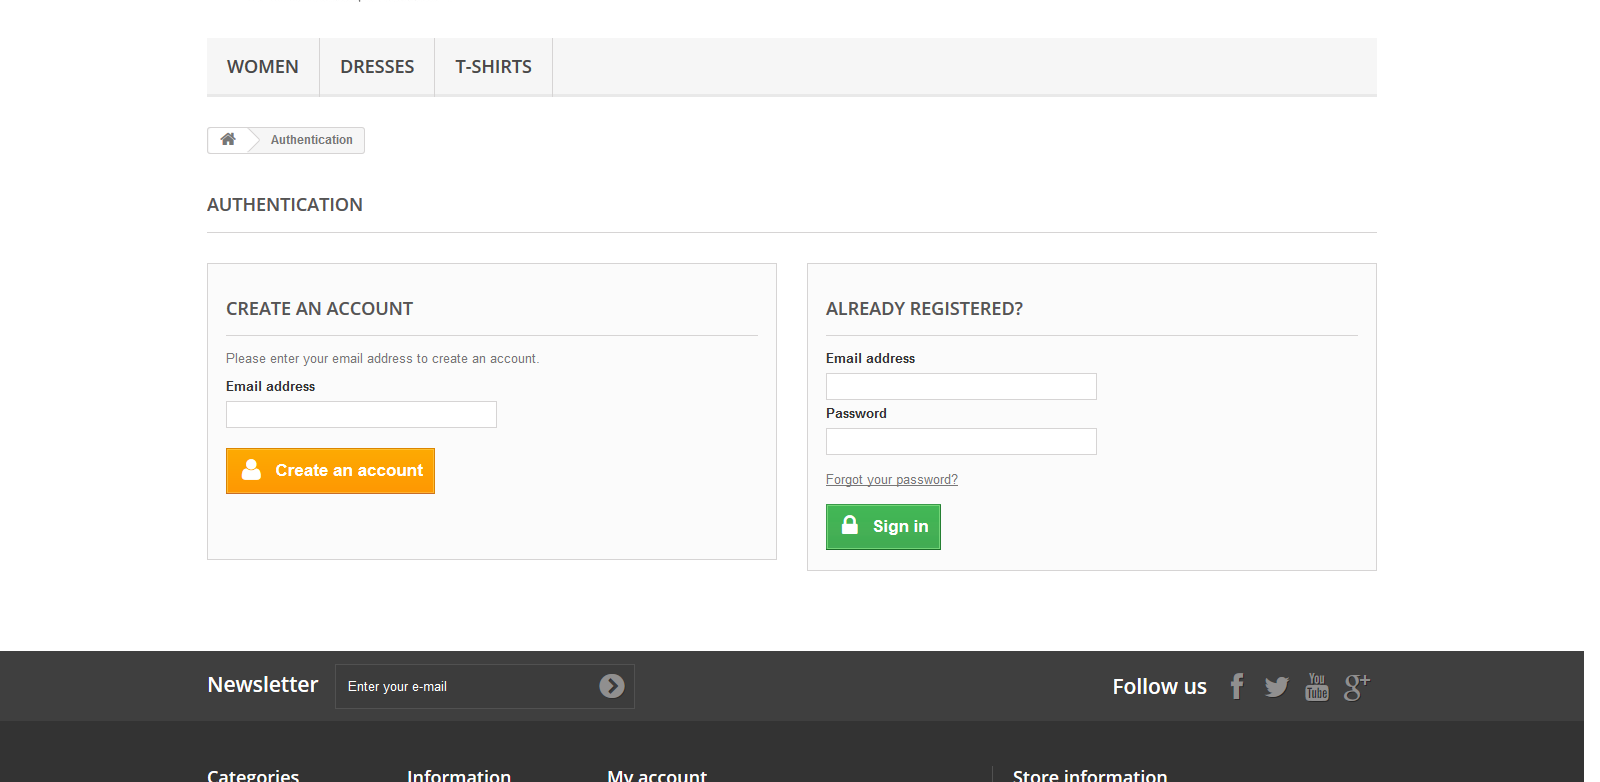 WOMEN
DRESSES
T-SHIRTS
Authentication
AUTHENTICATION
CREATE AN ACCOUNT
Please enter your email address to create an account.
Email address
Create an account
ALREADY REGISTERED?
Email address
Password
Forgot your password?
Sign in
Newsletter
Enter your e-mail
Follow us
You
Tube
g+
Categories
Information
My account
Store information